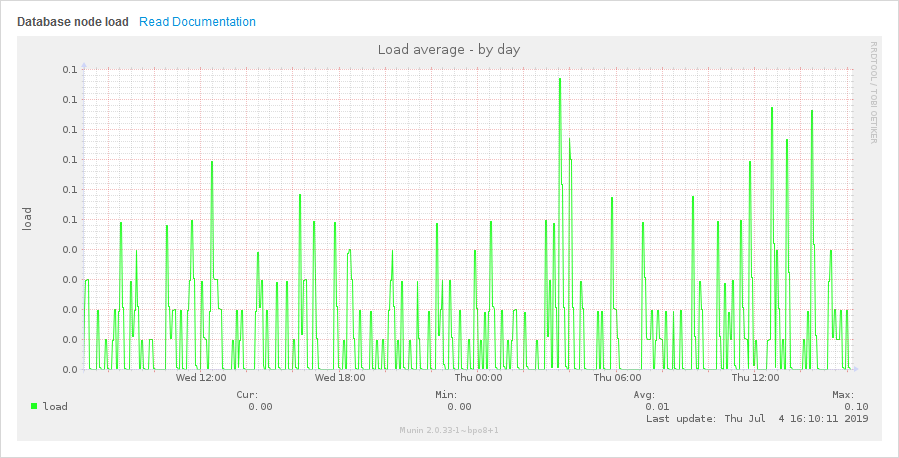 Database node load Read Documentation
Load average - by day
RRDTOOL / TOBI OETIKER
load
0.1
0.1
0.1
0.1
0.1
0.1
0.0
0.0
0.0
0.0
0.0
Wed 12:00 Wed 18:00 Thu 00:00 Thu 06:00 Thu 12:00
Cur: Min: Avg: Max:
load 0.00 0.00 0.01 0.10
Last update: Thu Jul 4 16:10:11 2019
Munin 2.0.33-1~bpo8+1